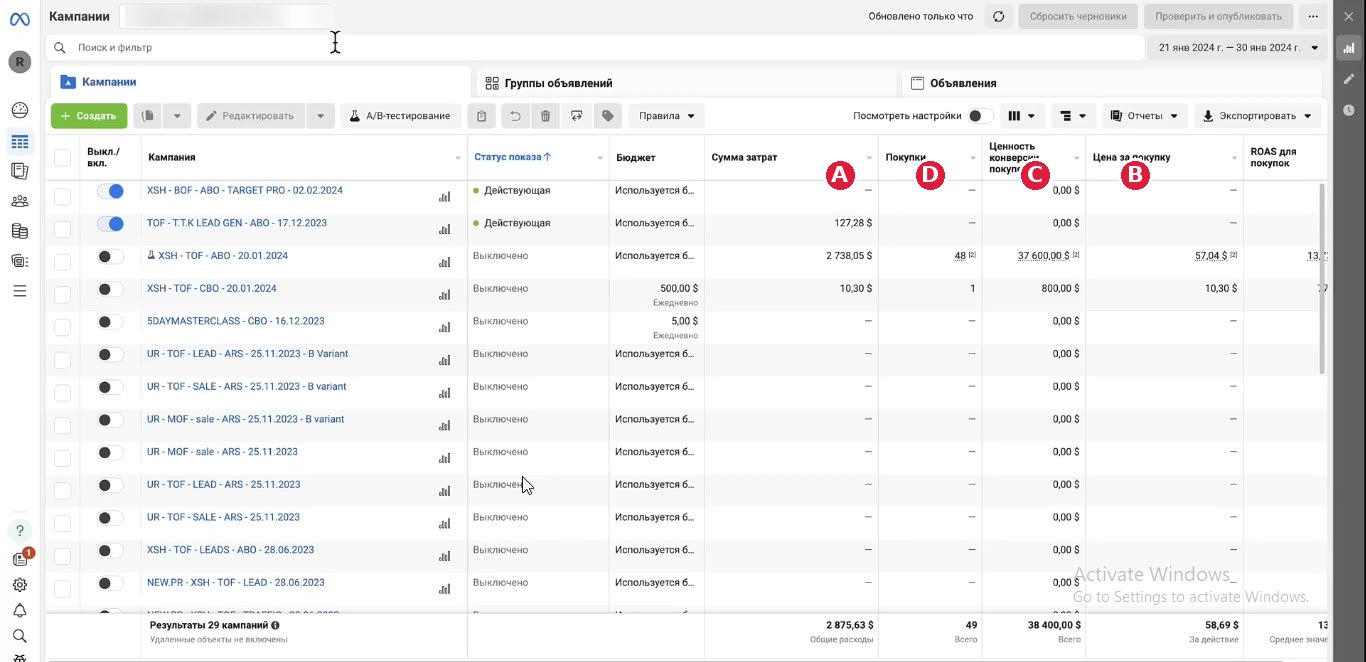 Кампании
Обновлено только что
Сбросить черновики
Проверить и опубликовать
R
Поиск и фильтр
21 янв 2024 г. — 30 янв 2024 г.
Кампании
Группы объявлений
Объявления
+ Создать
Редактировать
A/B-тестирование
Правила
Посмотреть настройки
Отчеты
Экспортировать
Выкл./
вкл.
Кампания
Статус показа↑
Бюджет
Сумма затрат
Покупки
Ценность
конверсии
Цена за покупку
ROAS для
покупок
A
D
C
B
XSH - BOF - ABO - TARGET PRO - 02.02.2024 Действующая Используется б... — — 0,00 $ —
TOF - T.T.K LEAD GEN - ABO - 17.12.2023 Действующая Используется б... 127,28 $ — 0,00 $ —
XSH - TOF - ABO - 20.01.2024 Выключено Используется б... 2 738,05 $ 48 [2] 37 600,00 $ [2] 57,04 $ [2]
XSH - TOF - CBO - 20.01.2024 Выключено 500,00 $ 10,30 $ 1 800,00 $ 10,30 $
Ежедневно
5DAYMASTERCLASS - CBO - 16.12.2023 Выключено 5,00 $ — — 0,00 $ —
Ежедневно
UR - TOF - LEAD - ARS - 25.11.2023 - B Variant Выключено Используется б... — — 0,00 $ —
UR - TOF - SALE - ARS - 25.11.2023 - B variant Выключено Используется б... — — 0,00 $ —
UR - MOF - sale - ARS - 25.11.2023 - B variant Выключено Используется б... — — 0,00 $ —
UR - MOF - sale - ARS - 25.11.2023 Выключено Используется б... — — 0,00 $ —
UR - TOF - LEAD - ARS - 25.11.2023 Выключено Используется б... — — 0,00 $ —
UR - TOF - SALE - ARS - 25.11.2023 Выключено Используется б... — — 0,00 $ —
XSH - TOF - LEADS - ABO - 28.06.2023 Выключено Используется б... — — 0,00 $ —
NEW.PR - XSH - TOF - LEAD - 28.06.2023 Выключено Используется б... — — 0,00 $ —
Activate Windows
Go to Settings to activate Windows.
?
1
Результаты 29 кампаний 2 875,63 $ 49 38 400,00 $ 58,69 $
Удаленные объекты не включены Общие расходы Всего Всего За действие